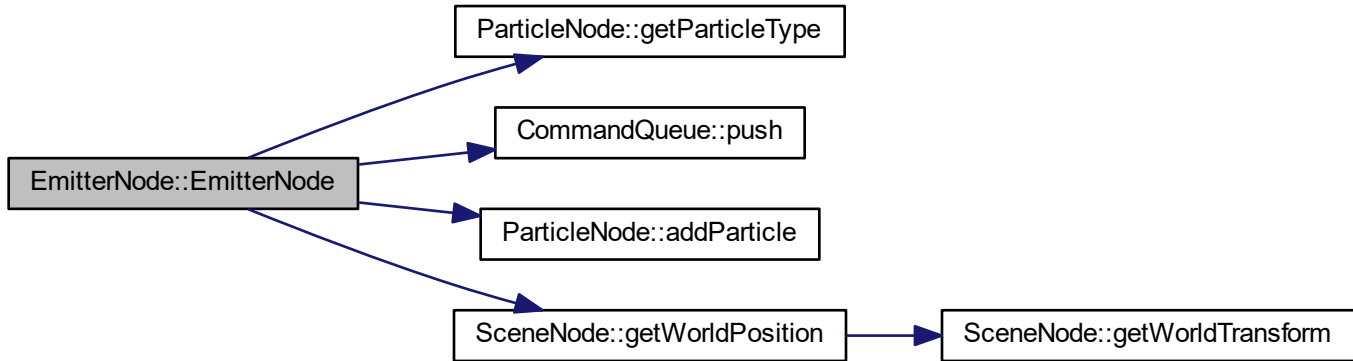 ParticleNode::getParticleType
CommandQueue::push
EmitterNode::EmitterNode
ParticleNode::addParticle
SceneNode::getWorldPosition
SceneNode::getWorldTransform